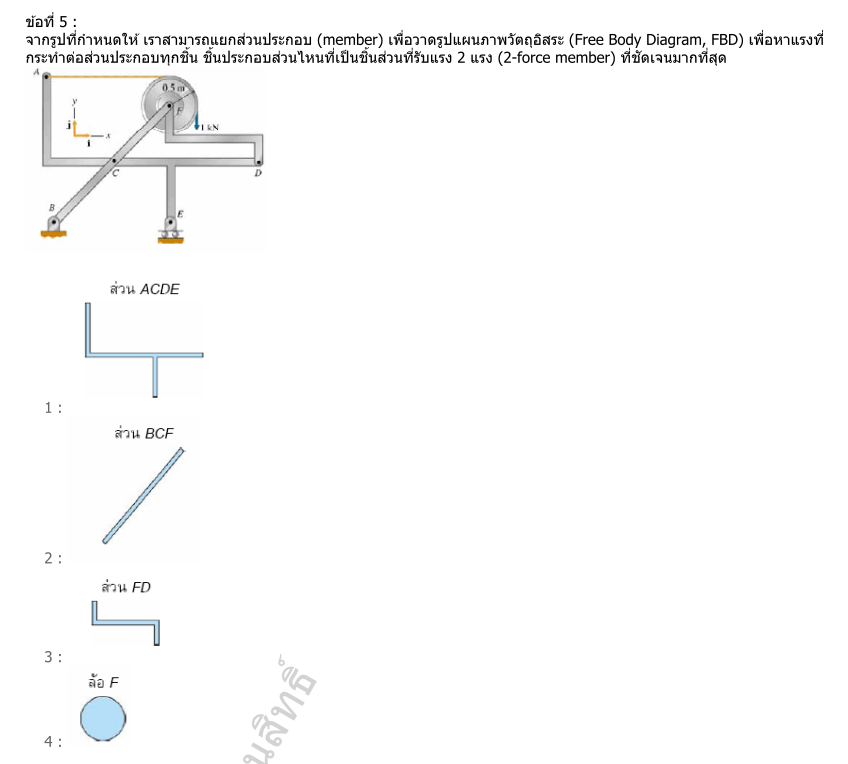 ข้อที่ 5 :
จากรูปที่กำหนดให้ เราสามารถแยกส่วนประกอบ (member) เพื่อวาดรูปแผนภาพวัตถุอิสระ (Free Body Diagram, FBD) เพื่อหาแรงที่
กระทำต่อส่วนประกอบทุกชิ้น ชิ้นประกอบส่วนไหนที่เป็นชิ้นส่วนที่รับแรง 2 แรง (2-force member) ที่ชัดเจนมากที่สุด
A
0.5 m
y
F
j
x
1 kN
i
C
D
B
E
ส่วน ACDE
1 :
ส่วน BCF
2 :
ส่วน FD
3 :
ล้อ F
4 :
นสิทธิ์